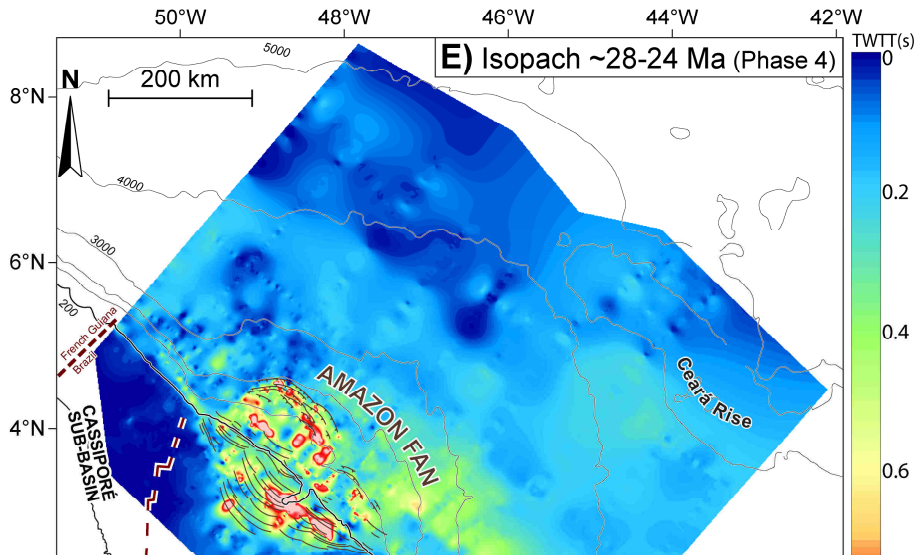 50°W
48°W
46°W
44°W
42°W
TWTT(s)
E) Isopach ~28-24 Ma (Phase 4)
0
5000
N
200 km
8°N
4000
0.2
3000
6°N
200
French Guiana
Brazil
0.4
AMAZON FAN
Ceará Rise
CASSIPORÉ
SUB-BASIN
4°N
0.6